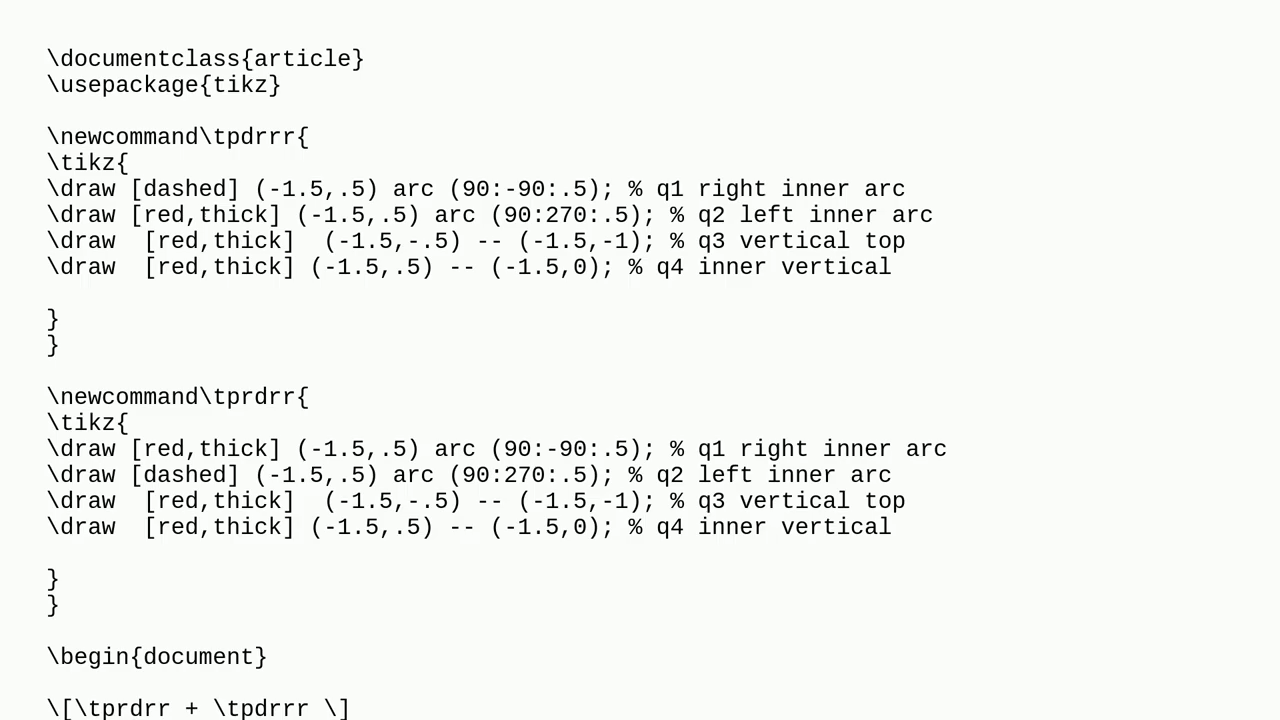 \documentclass{article}
\usepackage{tikz}

\newcommand\tpdrrr{
\tikz{
\draw [dashed] (-1.5,.5) arc (90:-90:.5); % q1 right inner arc
\draw [red,thick] (-1.5,.5) arc (90:270:.5); % q2 left inner arc
\draw  [red,thick]  (-1.5,-.5) -- (-1.5,-1); % q3 vertical top
\draw  [red,thick] (-1.5,.5) -- (-1.5,0); % q4 inner vertical

}
}

\newcommand\tprdrr{
\tikz{
\draw [red,thick] (-1.5,.5) arc (90:-90:.5); % q1 right inner arc
\draw [dashed] (-1.5,.5) arc (90:270:.5); % q2 left inner arc
\draw  [red,thick]  (-1.5,-.5) -- (-1.5,-1); % q3 vertical top
\draw  [red,thick] (-1.5,.5) -- (-1.5,0); % q4 inner vertical

}
}

\begin{document}

\[\tprdrr + \tpdrrr \]